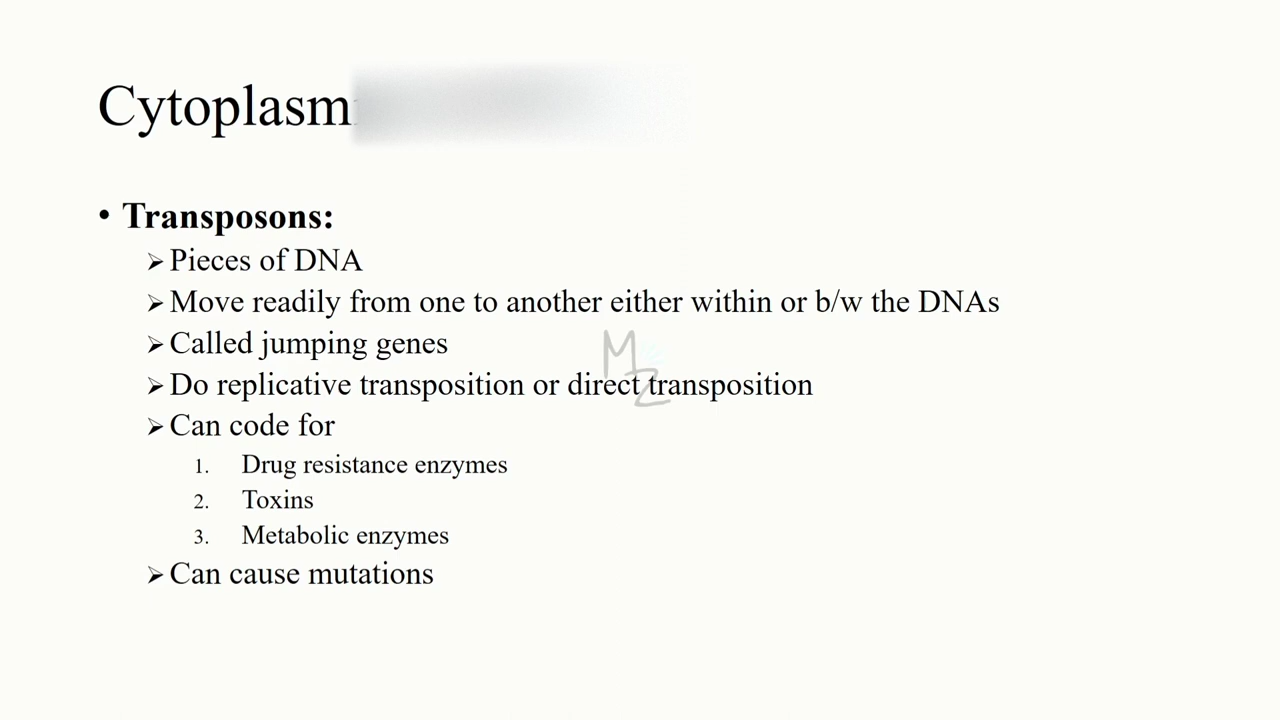 Cytoplasm
• Transposons:
➢ Pieces of DNA
➢ Move readily from one to another either within or b/w the DNAs
➢ Called jumping genes
➢ Do replicative transposition or direct transposition
➢ Can code for
1. Drug resistance enzymes
2. Toxins
3. Metabolic enzymes
➢ Can cause mutations
MZ